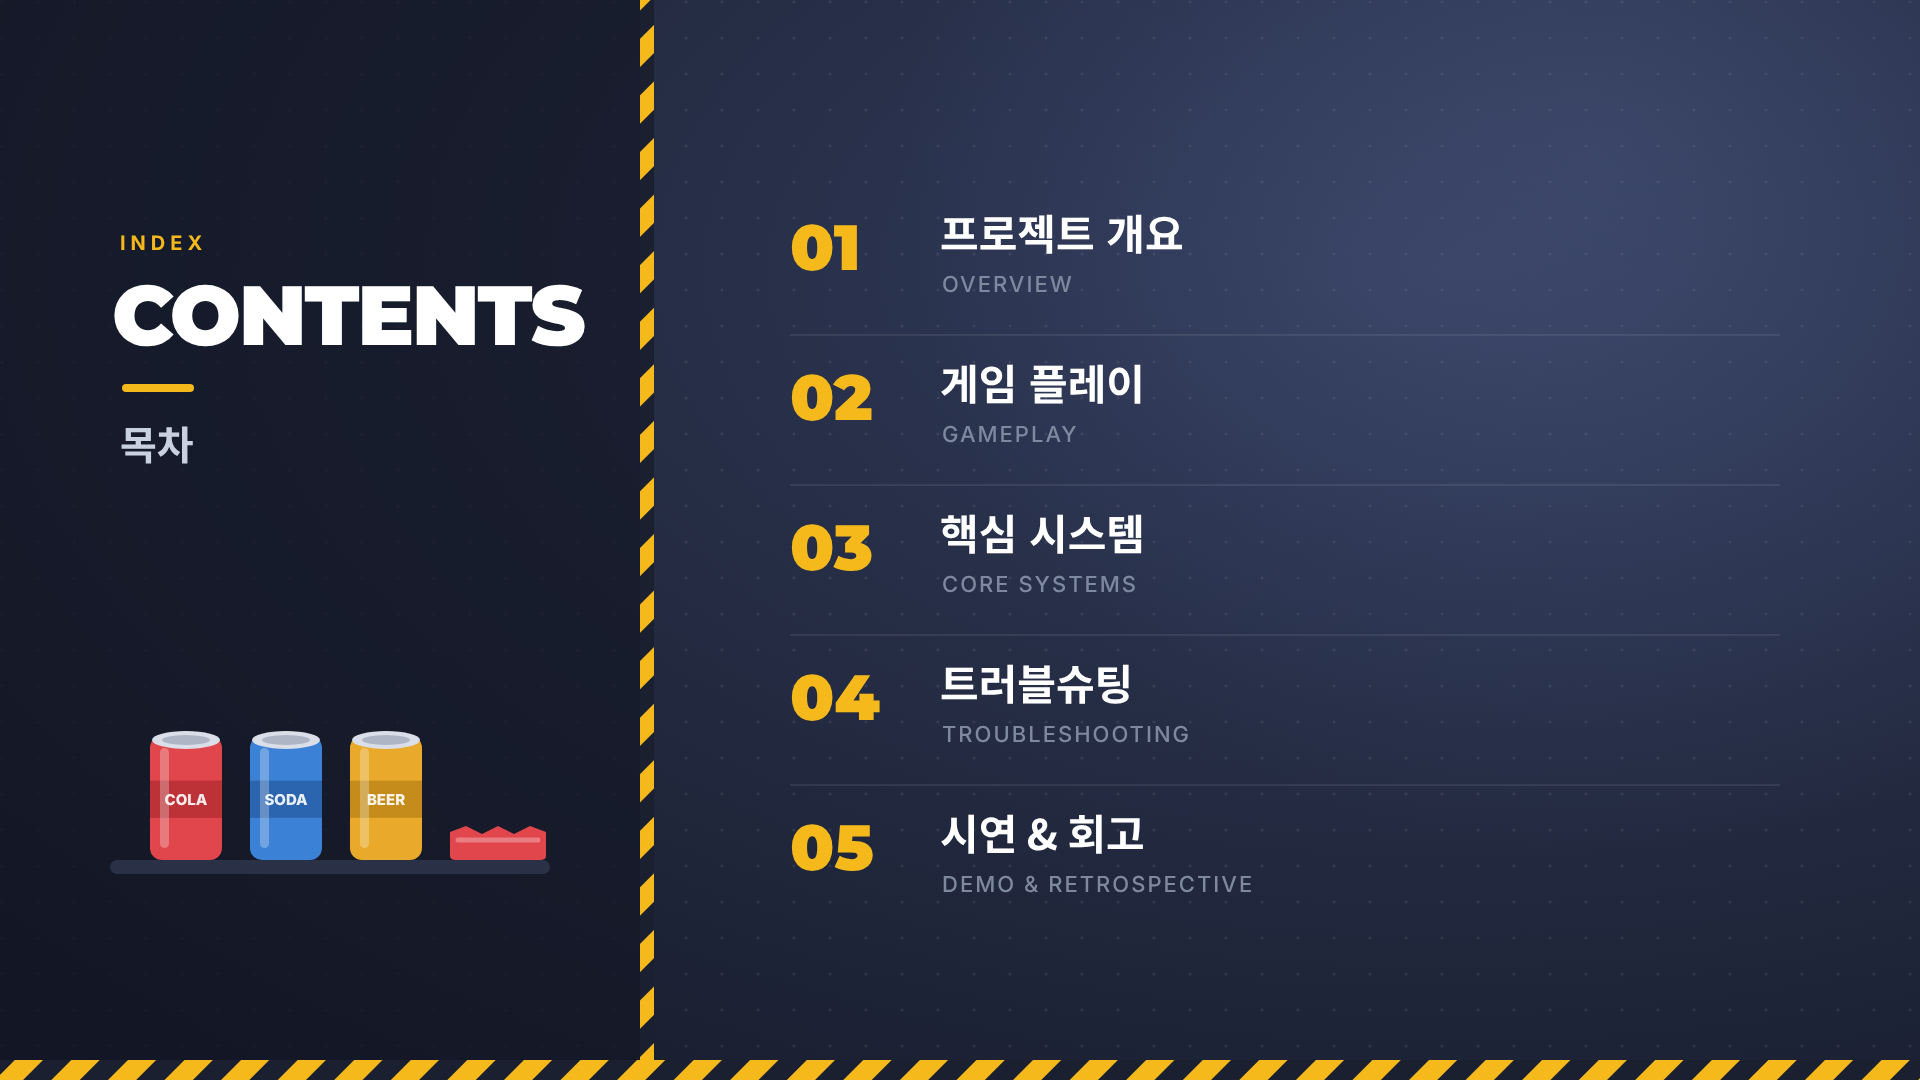 INDEX
CONTENTS
목차
COLA
SODA
BEER
01
프로젝트 개요
OVERVIEW
02
게임 플레이
GAMEPLAY
03
핵심 시스템
CORE SYSTEMS
04
트러블슈팅
TROUBLESHOOTING
05
시연 & 회고
DEMO & RETROSPECTIVE